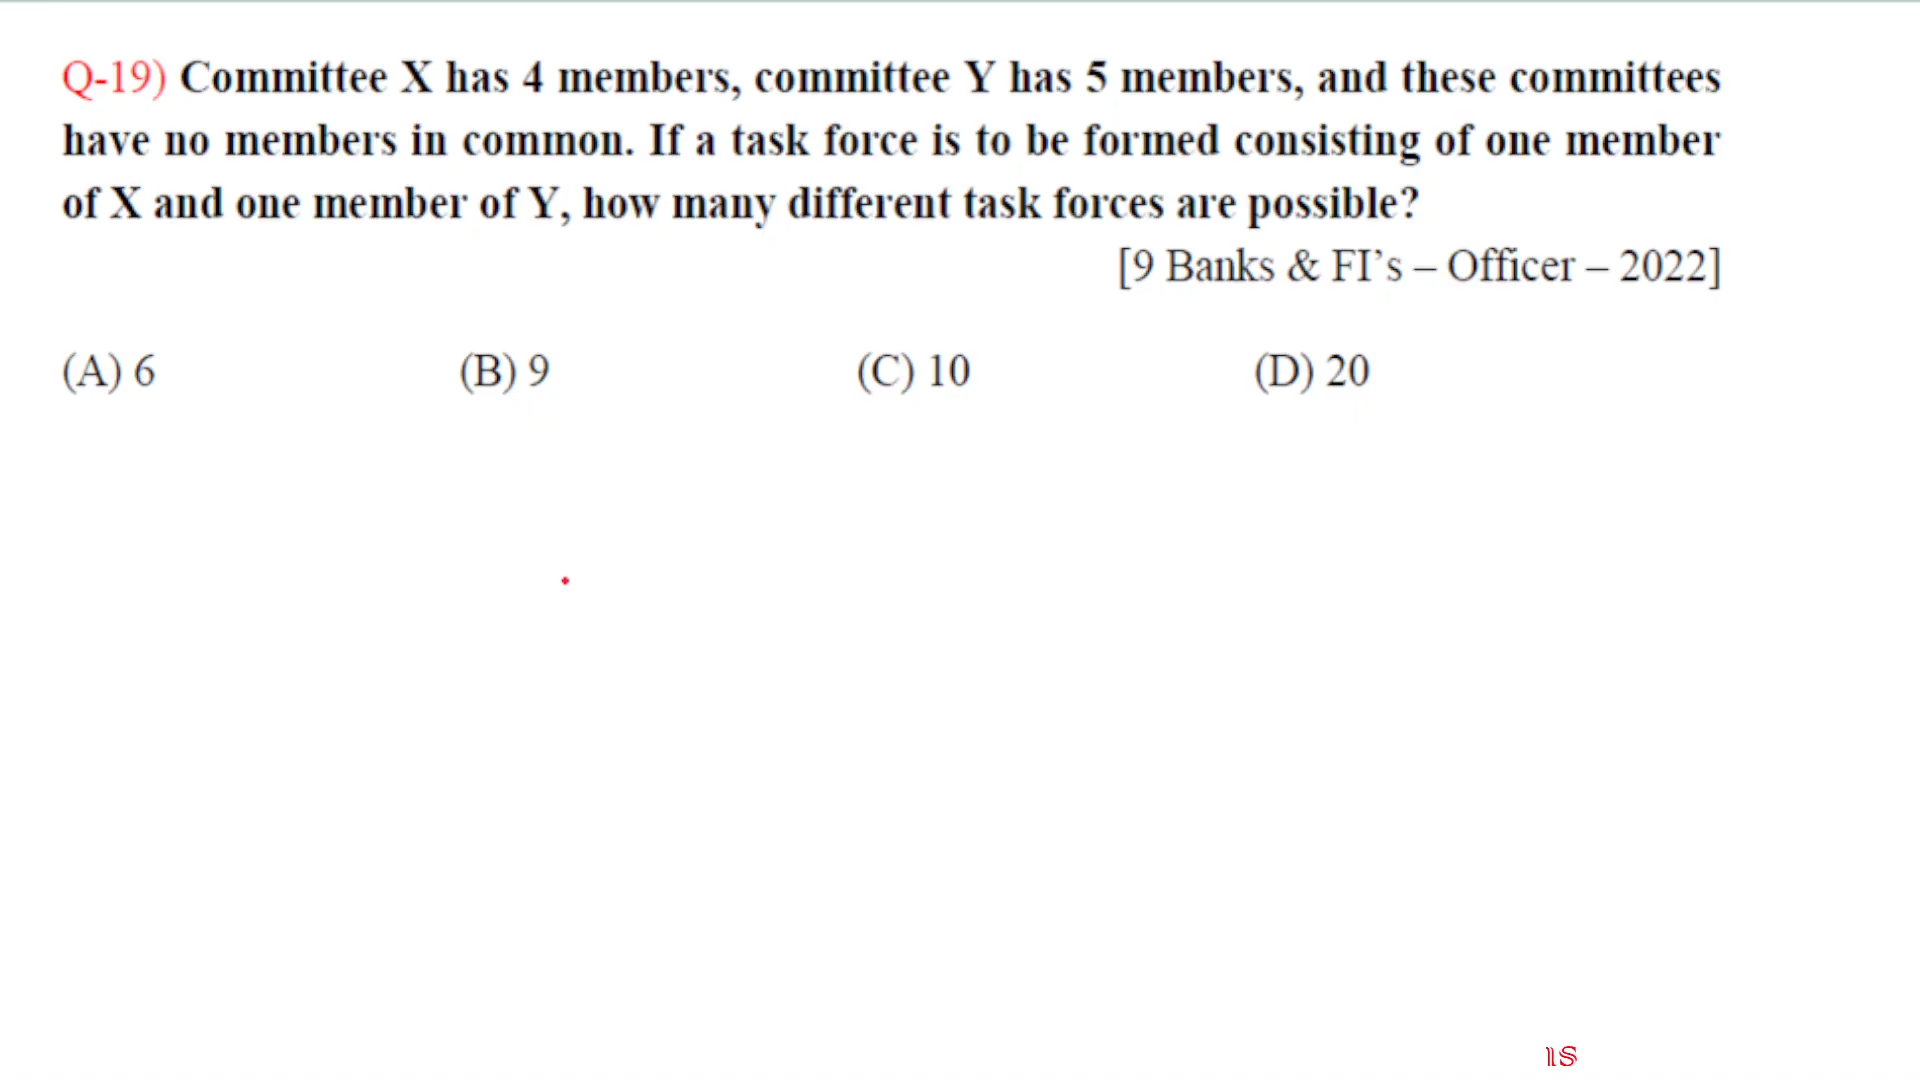 Q-19) Committee X has 4 members, committee Y has 5 members, and these committees
have no members in common. If a task force is to be formed consisting of one member
of X and one member of Y, how many different task forces are possible?
[9 Banks & FI’s – Officer – 2022]
(A) 6 (B) 9 (C) 10 (D) 20